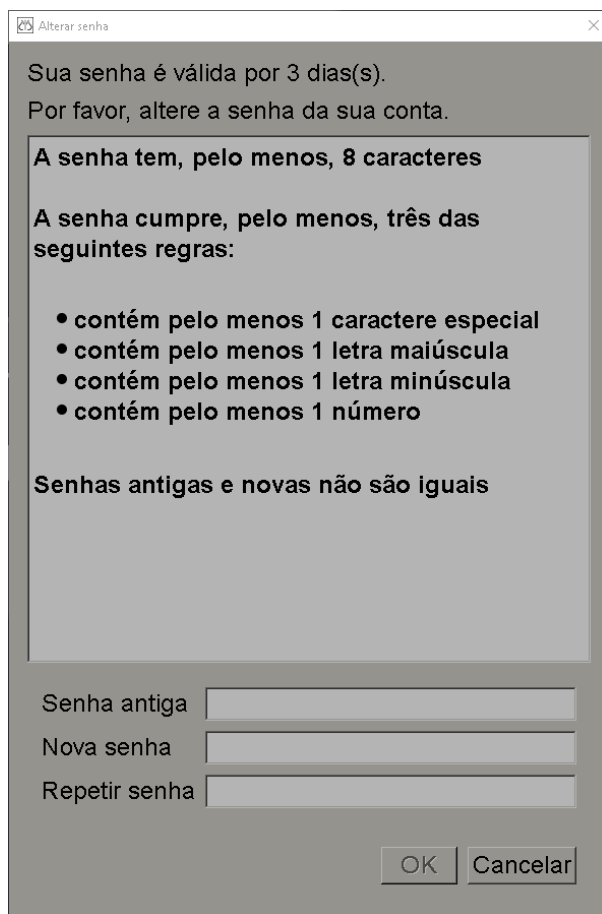 Alterar senha
Sua senha é válida por 3 dias(s).
Por favor, altere a senha da sua conta.
A senha tem, pelo menos, 8 caracteres
A senha cumpre, pelo menos, três das
seguintes regras:
• contém pelo menos 1 caractere especial
• contém pelo menos 1 letra maiúscula
• contém pelo menos 1 letra minúscula
• contém pelo menos 1 número
Senhas antigas e novas não são iguais
Senha antiga
Nova senha
Repetir senha
OK Cancelar